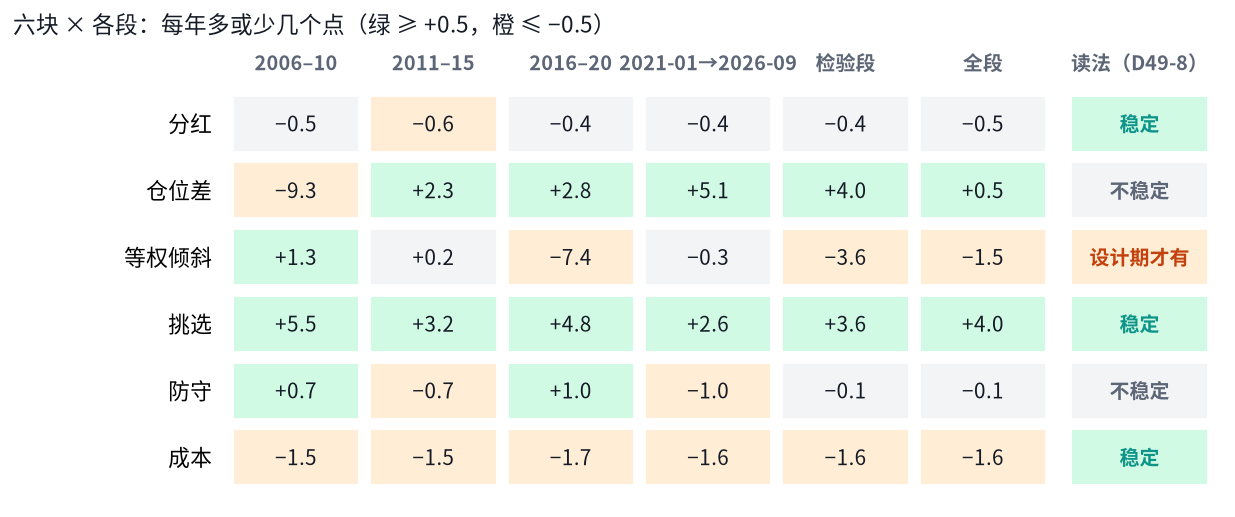 六块 × 各段：每年多或少几个点（绿 ≥ +0.5，橙 ≤ −0.5）
2006–10 2011–15 2016–20 2021-01→2026-09 检验段 全段 读法（D49-8）
分红 −0.5 −0.6 −0.4 −0.4 −0.4 −0.5 稳定
仓位差 −9.3 +2.3 +2.8 +5.1 +4.0 +0.5 不稳定
等权倾斜 +1.3 +0.2 −7.4 −0.3 −3.6 −1.5 设计期才有
挑选 +5.5 +3.2 +4.8 +2.6 +3.6 +4.0 稳定
防守 +0.7 −0.7 +1.0 −1.0 −0.1 −0.1 不稳定
成本 −1.5 −1.5 −1.7 −1.6 −1.6 −1.6 稳定